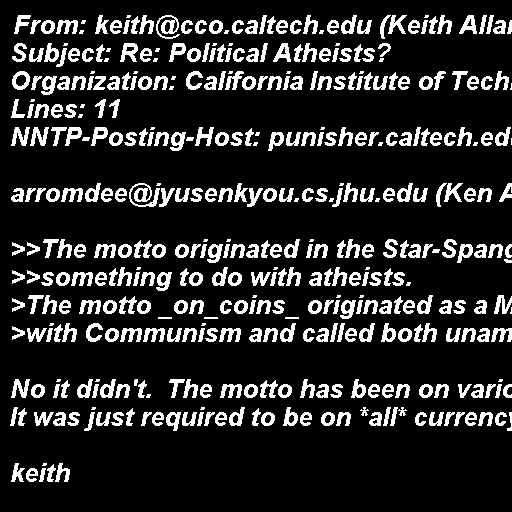 From: keith@cco.caltech.edu (Keith Allan
Subject: Re: Political Atheists?
Organization: California Institute of Tech
Lines: 11
NNTP-Posting-Host: punisher.caltech.edu

arromdee@jyusenkyou.cs.jhu.edu (Ken A

>>The motto originated in the Star-Spang
>>something to do with atheists.
>The motto _on_coins_ originated as a M
>with Communism and called both unam

No it didn't.  The motto has been on vario
It was just required to be on *all* currency

keith